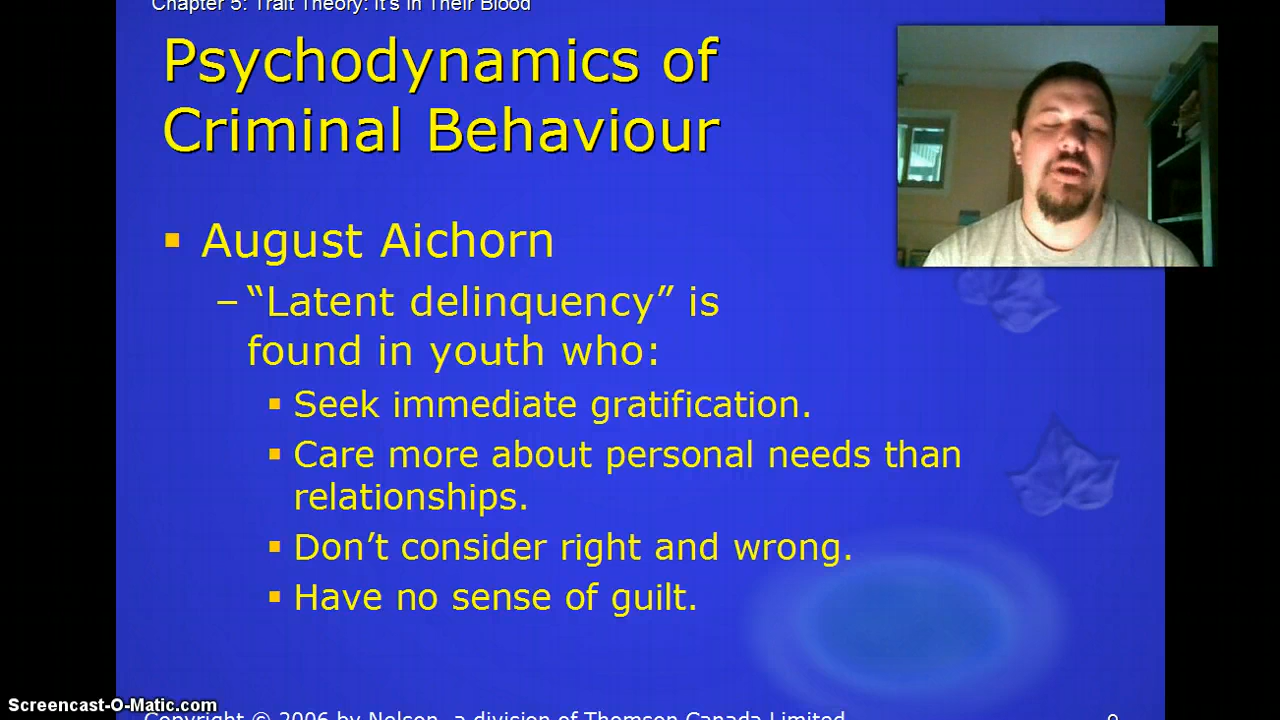 Chapter 5: Trait Theory: It's In Their Blood
Psychodynamics of
Criminal Behaviour
▪ August Aichorn
–“Latent delinquency” is
found in youth who:
▪ Seek immediate gratification.
▪ Care more about personal needs than
relationships.
▪ Don’t consider right and wrong.
▪ Have no sense of guilt.
Screencast-O-Matic.com
Copyright © 2006 by Nelson, a division of Thomson Canada Limited
9